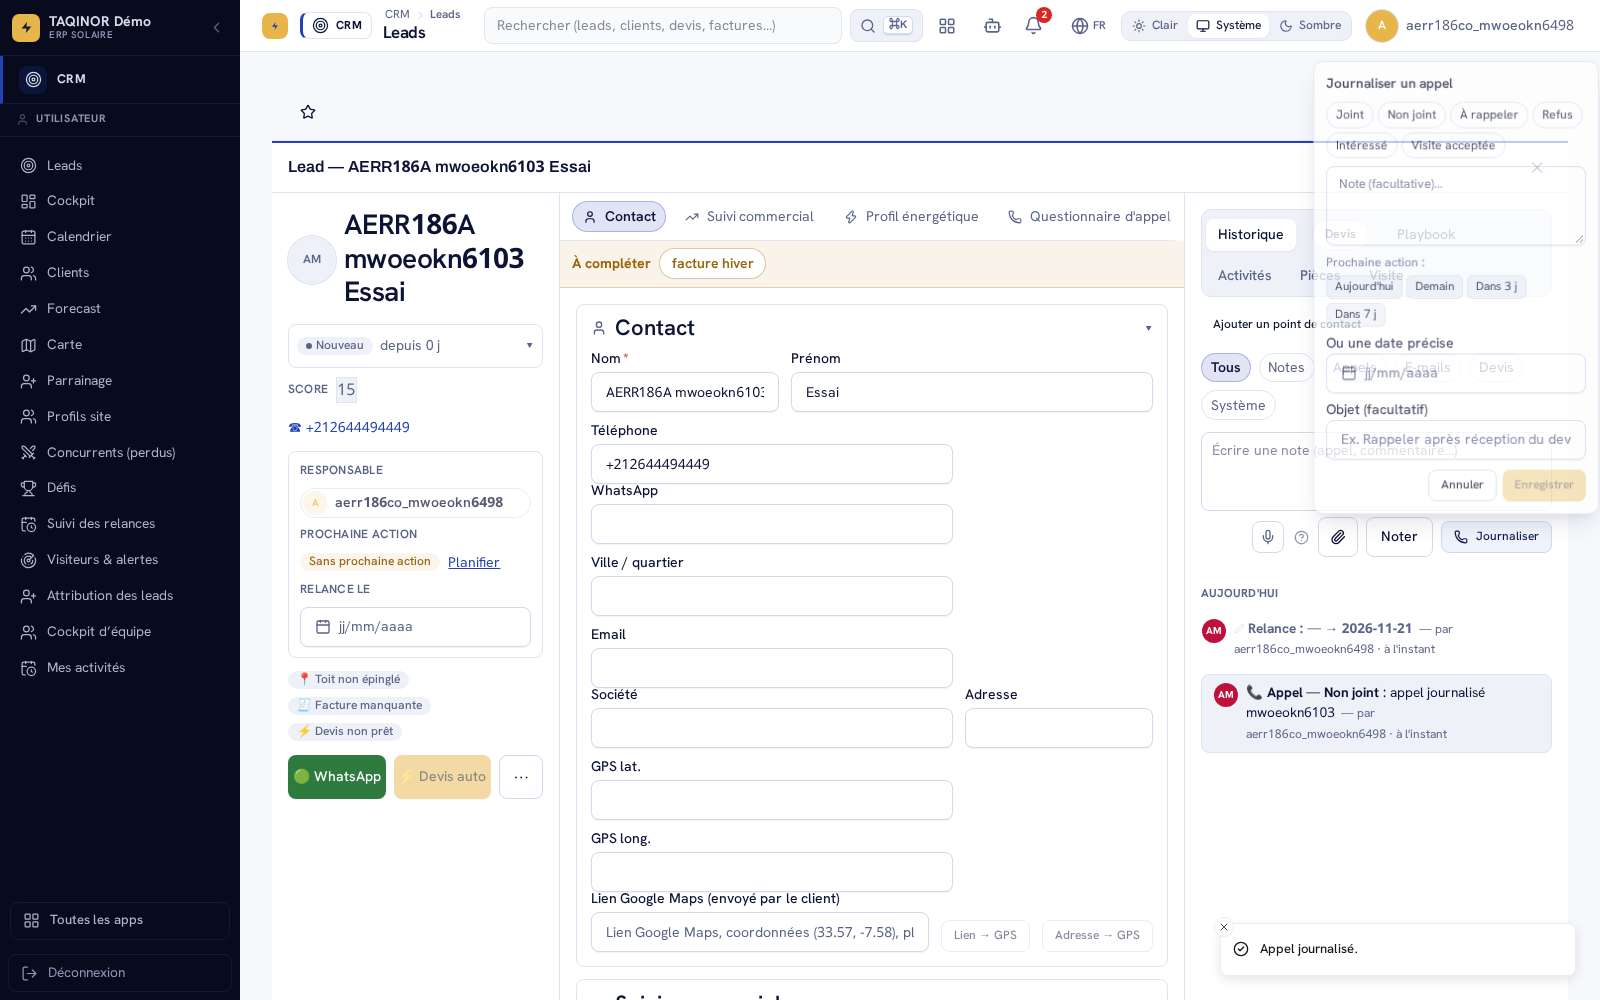 TAQINOR Démo
ERP SOLAIRE
CRM
UTILISATEUR
Leads
Cockpit
Calendrier
Clients
Forecast
Carte
Parrainage
Profils site
Concurrents (perdus)
Défis
Suivi des relances
Visiteurs & alertes
Attribution des leads
Cockpit d'équipe
Mes activités
Toutes les apps
Déconnexion
CRM
CRM > Leads
Leads
Rechercher (leads, clients, devis, factures...)
⌘K
2
FR
Clair
Système
Sombre
A
aerr186co_mwoeokn6498
Lead — AERR186A mwoeokn6103 Essai
AM
AERR186A
mwoeokn6103
Essai
Nouveau depuis 0 j
SCORE 15
☎ +212644494449
RESPONSABLE
A aerr186co_mwoeokn6498
PROCHAINE ACTION
Sans prochaine action Planifier
RELANCE LE
jj/mm/aaaa
📍 Toit non épinglé
🧾 Facture manquante
⚡ Devis non prêt
🟢 WhatsApp
⚡ Devis auto
...
Contact
Suivi commercial
Profil énergétique
Questionnaire d'appel
À compléter facture hiver
Contact
Nom * Prénom
AERR186A mwoeokn6103 Essai
Téléphone
+212644494449
WhatsApp
Ville / quartier
Email
Société Adresse
GPS lat.
GPS long.
Lien Google Maps (envoyé par le client)
Lien Google Maps, coordonnées (33.57, -7.58), pl
Lien → GPS
Adresse → GPS
Historique
Devis
Playbook
Activités
Pièces
Visite
Ajouter un point de contact
Tous
Notes
Appels
E-mails
Devis
Système
Écrire une note (appel, commentaire...)
Noter
Journaliser
AUJOURD'HUI
AM Relance : — → 2026-11-21 — par
aerr186co_mwoeokn6498 · à l'instant
AM 📞 Appel — Non joint : appel journalisé
mwoeokn6103 — par
aerr186co_mwoeokn6498 · à l'instant
Journaliser un appel
Joint
Non joint
À rappeler
Refus
Intéressé
Visite acceptée
Note (facultative)...
Prochaine action :
Aujourd'hui
Demain
Dans 3 j
Dans 7 j
Ou une date précise
jj/mm/aaaa
Objet (facultatif)
Ex. Rappeler après réception du dev
Annuler
Enregistrer
Appel journalisé.